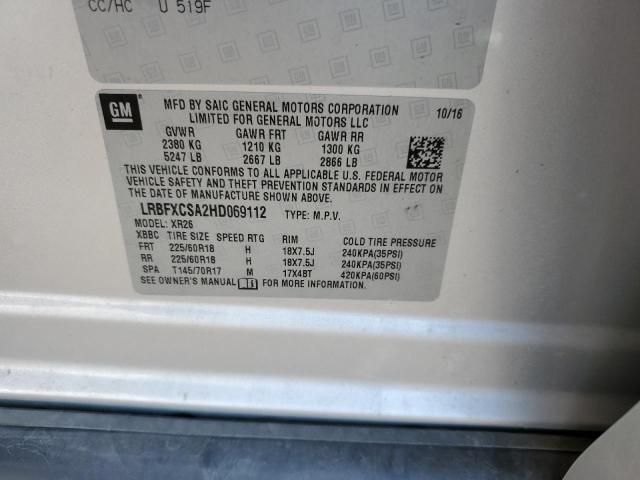 CC/HC U 519F
GM
MFD BY SAIC GENERAL MOTORS CORPORATION 10/16
LIMITED FOR GENERAL MOTORS LLC
GVWR GAWR FRT GAWR RR
2380 KG 1210 KG 1300 KG
5247 LB 2667 LB 2866 LB
THIS VEHICLE CONFORMS TO ALL APPLICABLE U.S. FEDERAL MOTOR
VEHICLE SAFETY AND THEFT PREVENTION STANDARDS IN EFFECT ON
THE DATE OF MANUFACTURE SHOWN ABOVE.
LRBFXCSA2HD069112 TYPE: M.P.V.
MODEL: XR26
XBBC TIRE SIZE SPEED RTG RIM COLD TIRE PRESSURE
FRT 225/60R18 H 18X7.5J 240KPA(35PSI)
RR 225/60R18 H 18X7.5J 240KPA(35PSI)
SPA T145/70R17 M 17X4BT 420KPA(60PSI)
SEE OWNER'S MANUAL FOR MORE INFORMATION.